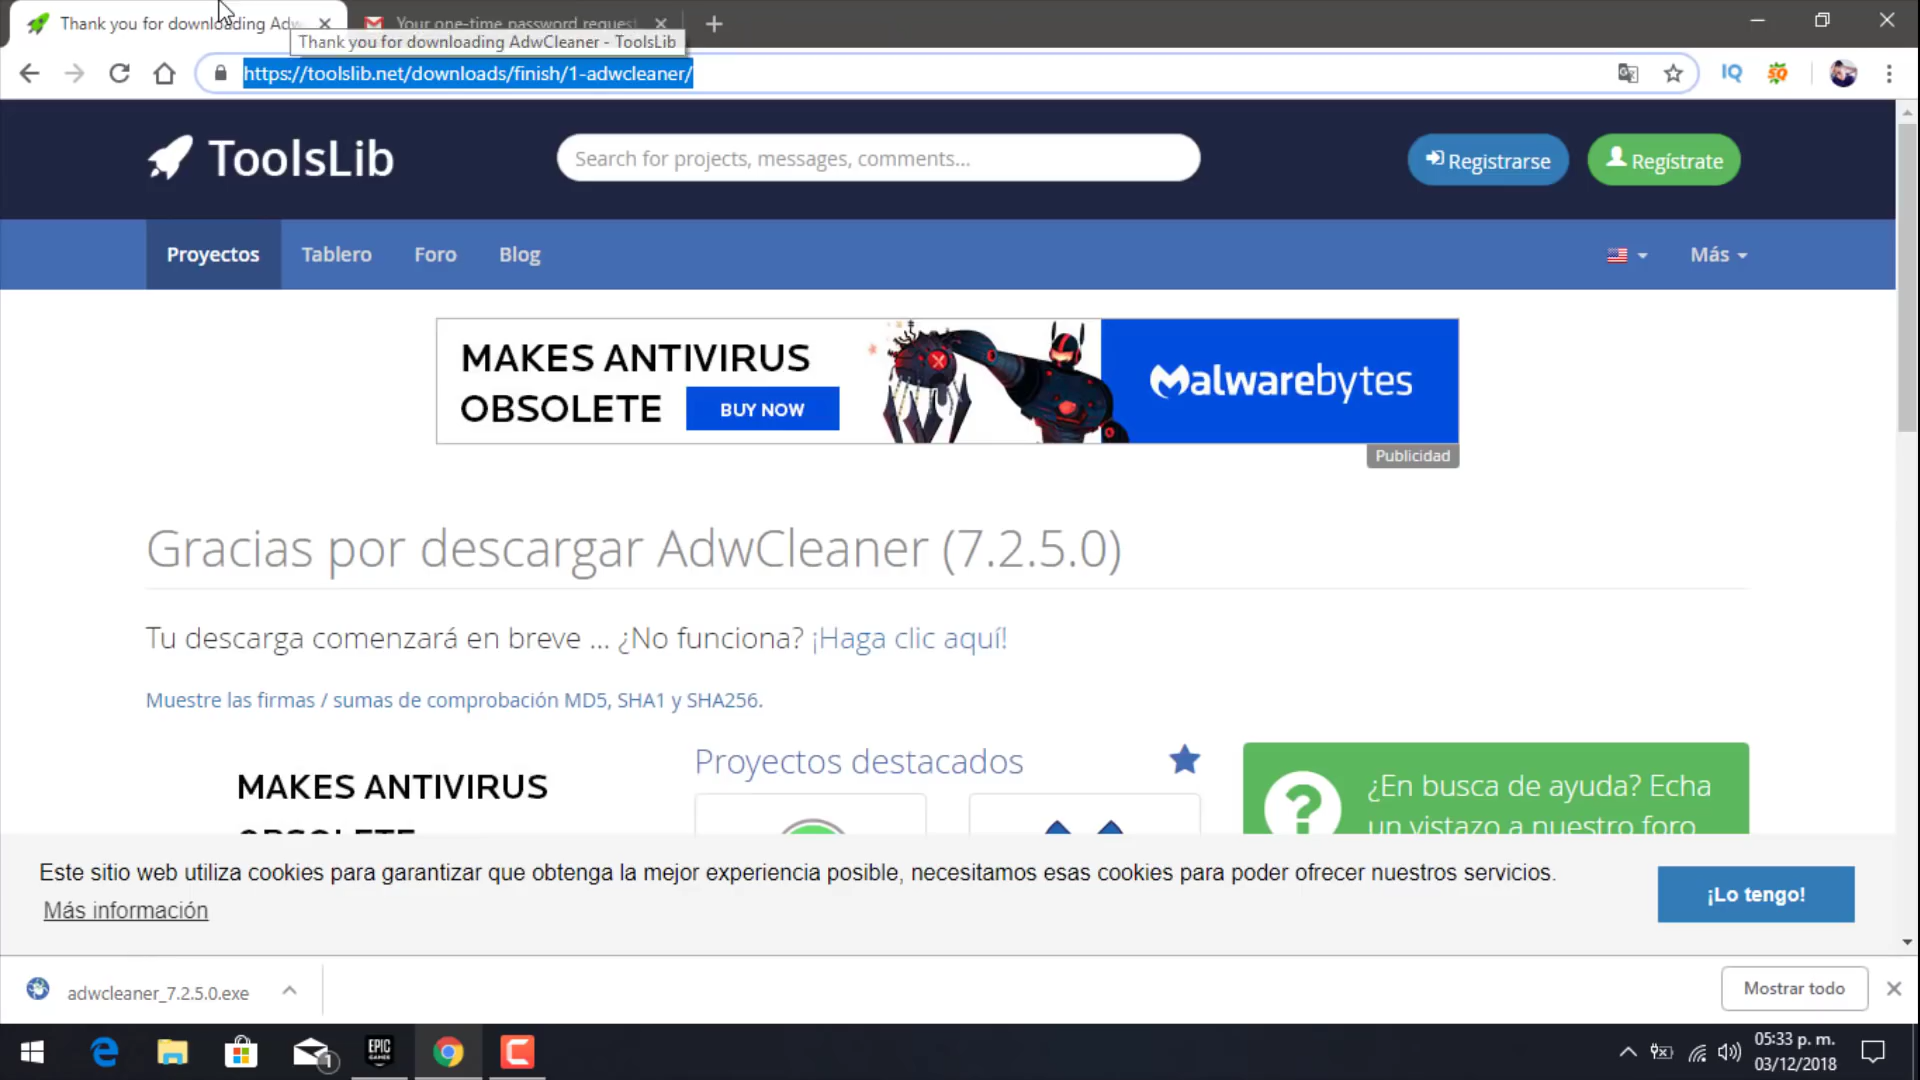 Thank you for downloading Adw
Your one-time password request
Thank you for downloading AdwCleaner - ToolsLib
https://toolslib.net/downloads/finish/1-adwcleaner/
IQ
SQ
ToolsLib
Search for projects, messages, comments...
Registrarse
Regístrate
Proyectos
Tablero
Foro
Blog
Más
MAKES ANTIVIRUS
OBSOLETE
BUY NOW
Malwarebytes
Publicidad
Gracias por descargar AdwCleaner (7.2.5.0)
Tu descarga comenzará en breve ... ¿No funciona? ¡Haga clic aquí!
Muestre las firmas / sumas de comprobación MD5, SHA1 y SHA256.
MAKES ANTIVIRUS
OBSOLETE
Proyectos destacados
¿En busca de ayuda? Echa
un vistazo a nuestro foro
Este sitio web utiliza cookies para garantizar que obtenga la mejor experiencia posible, necesitamos esas cookies para poder ofrecer nuestros servicios.
Más información
¡Lo tengo!
adwcleaner_7.2.5.0.exe
Mostrar todo
1
EPIC
GAMES
05:33 p. m.
03/12/2018